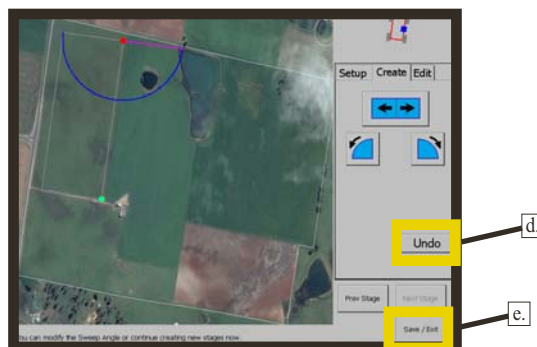 Setup Create Edit
Undo
d.
Prev Stage Next Stage
e.
Save / Exit
You can modify the Sweep Angle or continue creating new stages now.